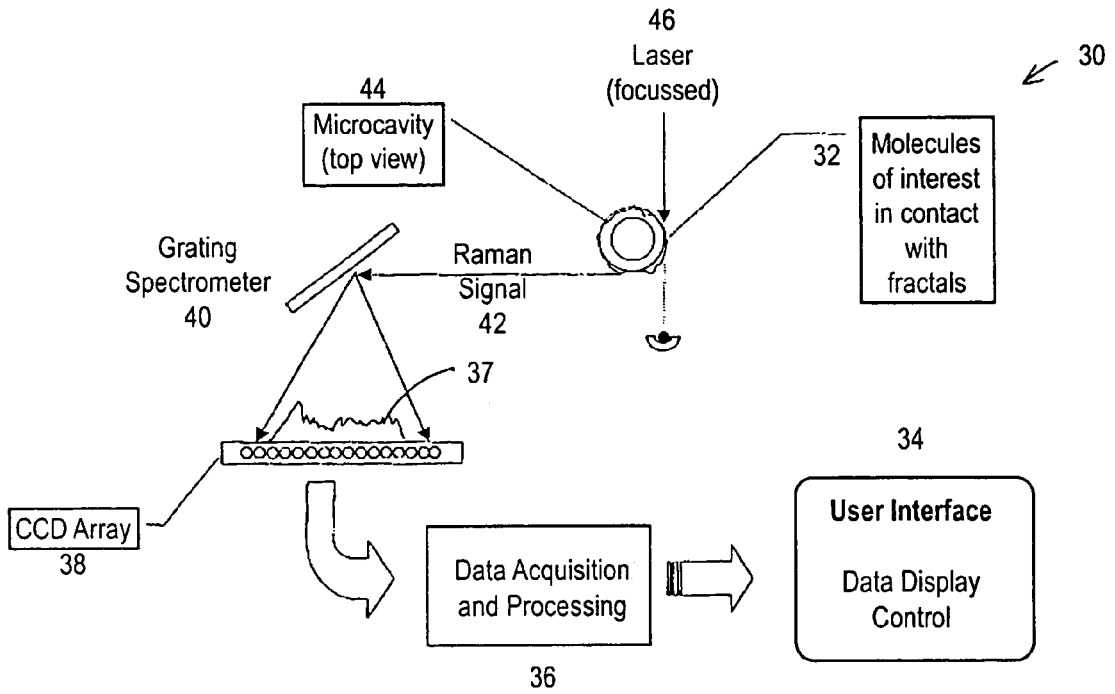 46
Laser
(focussed)
30
44
Microcavity
(top view)
32
Molecules
of interest
in contact
with
fractals
Grating
Spectrometer
40
Raman
Signal
42
37
34
CCD Array
38
Data Acquisition
and Processing
36
User Interface
Data Display
Control